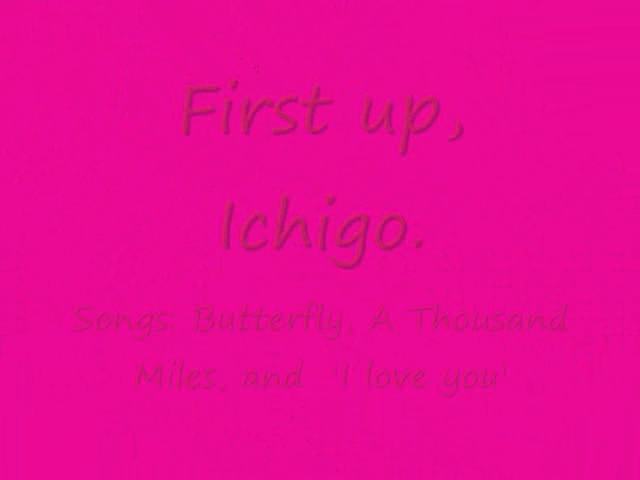 First up,
Ichigo.
Songs: Butterfly, A Thousand
Miles, and 'I love you'